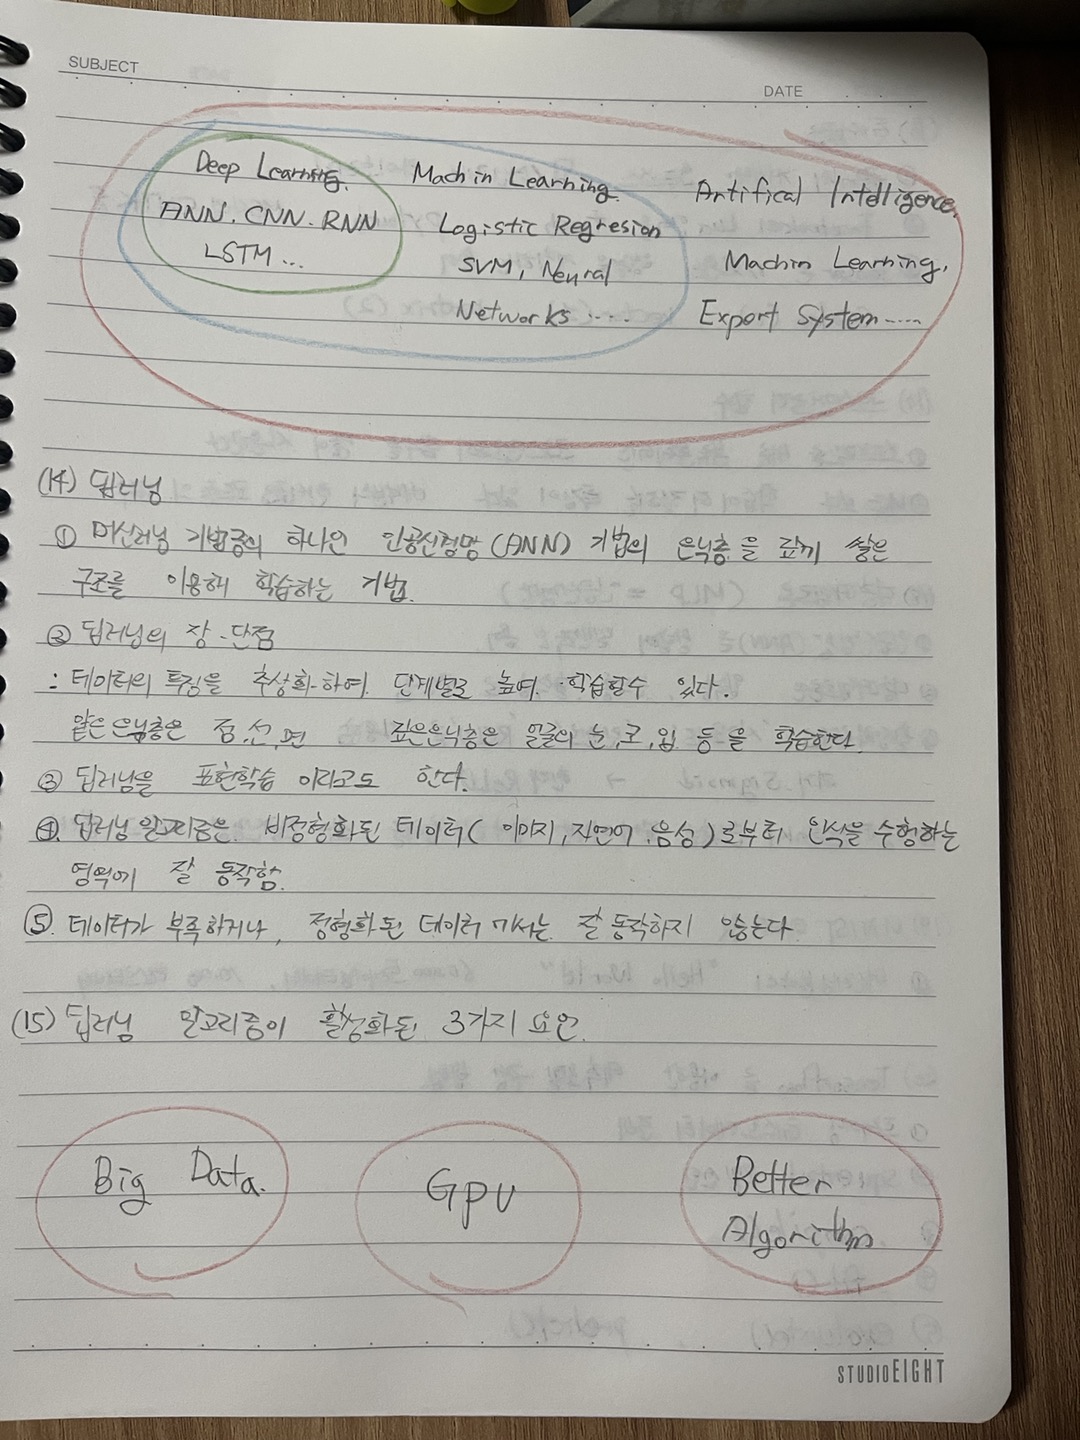 SUBJECT
DATE
Deep Learning.
ANN. CNN. RNN
LSTM ...
Machin Learning.
Logistic Regresion
SVM, Neural
Networks ....
Artifical Intelligence.
Machin Learning.
Expert System.....
(14) 딥러닝
① 머신러닝 기법중의 하나인 인공신경망 (ANN) 기법의 은닉층을 깊게 쌓은
구조를 이용해 학습하는 기법.
② 딥러닝의 장·단점
: 데이터의 특징을 추상화하여 단계별로 높여 학습할수 있다.
얕은은닉층은 점, 선, 면 깊은은닉층은 얼굴의 눈, 코, 입 등을 학습한다.
③ 딥러닝을 표현학습 이라고도 한다.
④. 딥러닝 알고리즘은 비정형화된 데이터 (이미지, 자연어, 음성)로부터 인식을 수행하는
영역에 잘 동작함.
⑤. 데이터가 부족하거나, 정형화된 데이터 에서는 잘 동작하지 않는다.
(15) 딥러닝 알고리즘이 활성화된 3가지 요인.
Big Data.
Gpu
Better
Algorithm
STUDIO EIGHT